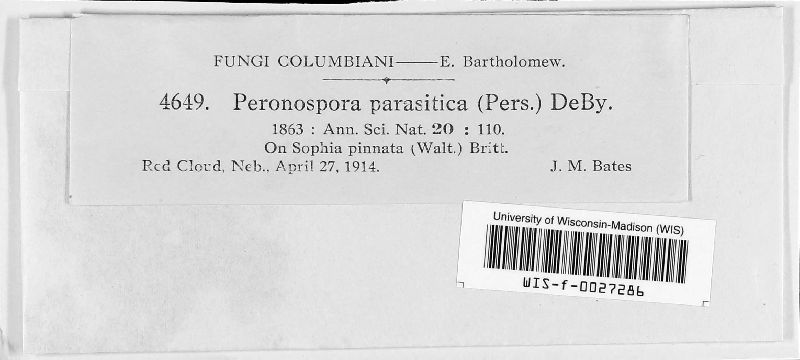 FUNGI COLUMBIANI——E. Bartholomew.
4649. Peronospora parasitica (Pers.) DeBy.
1863 : Ann. Sci. Nat. 20 : 110.
On Sophia pinnata (Walt.) Britt.
Red Cloud, Neb., April 27, 1914. J. M. Bates
University of Wisconsin-Madison (WIS)
WIS-f-0027286